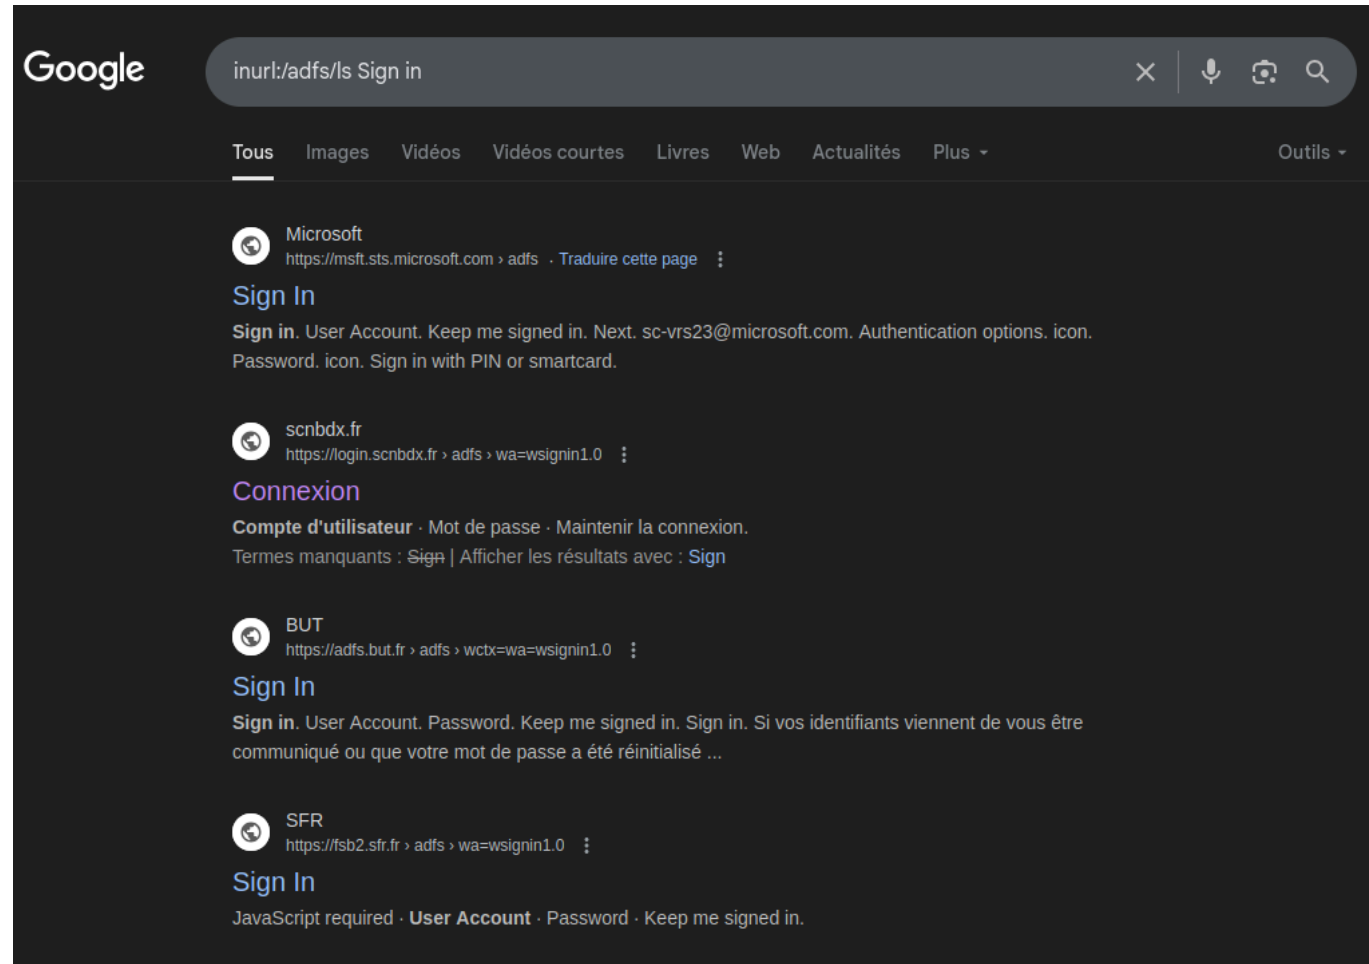 Google
inurl:/adfs/ls Sign in
Tous Images Vidéos Vidéos courtes Livres Web Actualités Plus Outils
Microsoft
https://msft.sts.microsoft.com › adfs · Traduire cette page
Sign In
Sign in. User Account. Keep me signed in. Next. sc-vrs23@microsoft.com. Authentication options. icon.
Password. icon. Sign in with PIN or smartcard.
scnbdx.fr
https://login.scnbdx.fr › adfs › wa=wsignin1.0
Connexion
Compte d'utilisateur · Mot de passe · Maintenir la connexion.
Termes manquants : Sign | Afficher les résultats avec : Sign
BUT
https://adfs.but.fr › adfs › wctx=wa=wsignin1.0
Sign In
Sign in. User Account. Password. Keep me signed in. Sign in. Si vos identifiants viennent de vous être
communiqué ou que votre mot de passe a été réinitialisé ...
SFR
https://fsb2.sfr.fr › adfs › wa=wsignin1.0
Sign In
JavaScript required · User Account · Password · Keep me signed in.